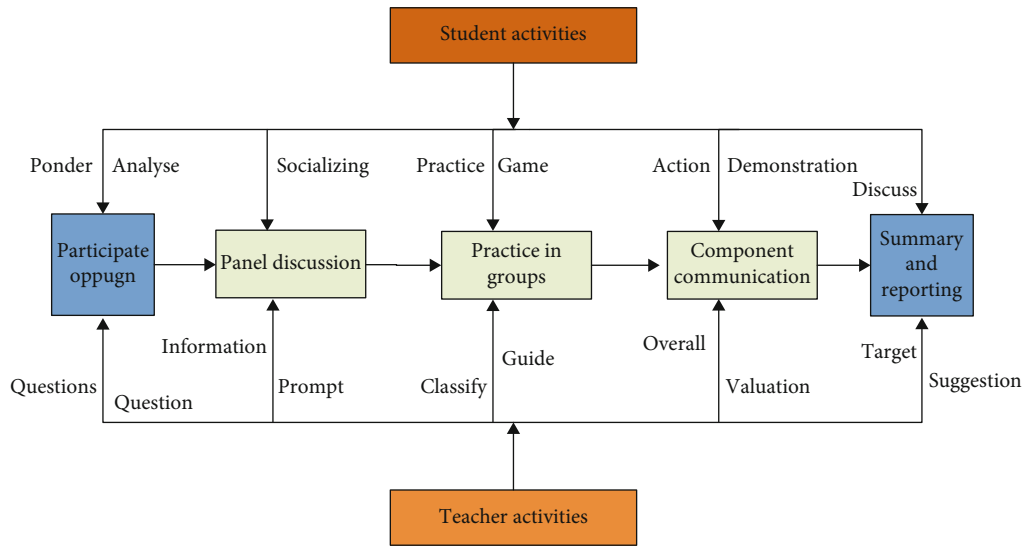 Student activities
Ponder
Analyse
Socializing
Practice
Game
Action
Demonstration
Discuss
Participate
oppugn
Panel discussion
Practice in
groups
Component
communication
Summary
and
reporting
Questions
Question
Information
Prompt
Classify
Guide
Overall
Valuation
Target
Suggestion
Teacher activities